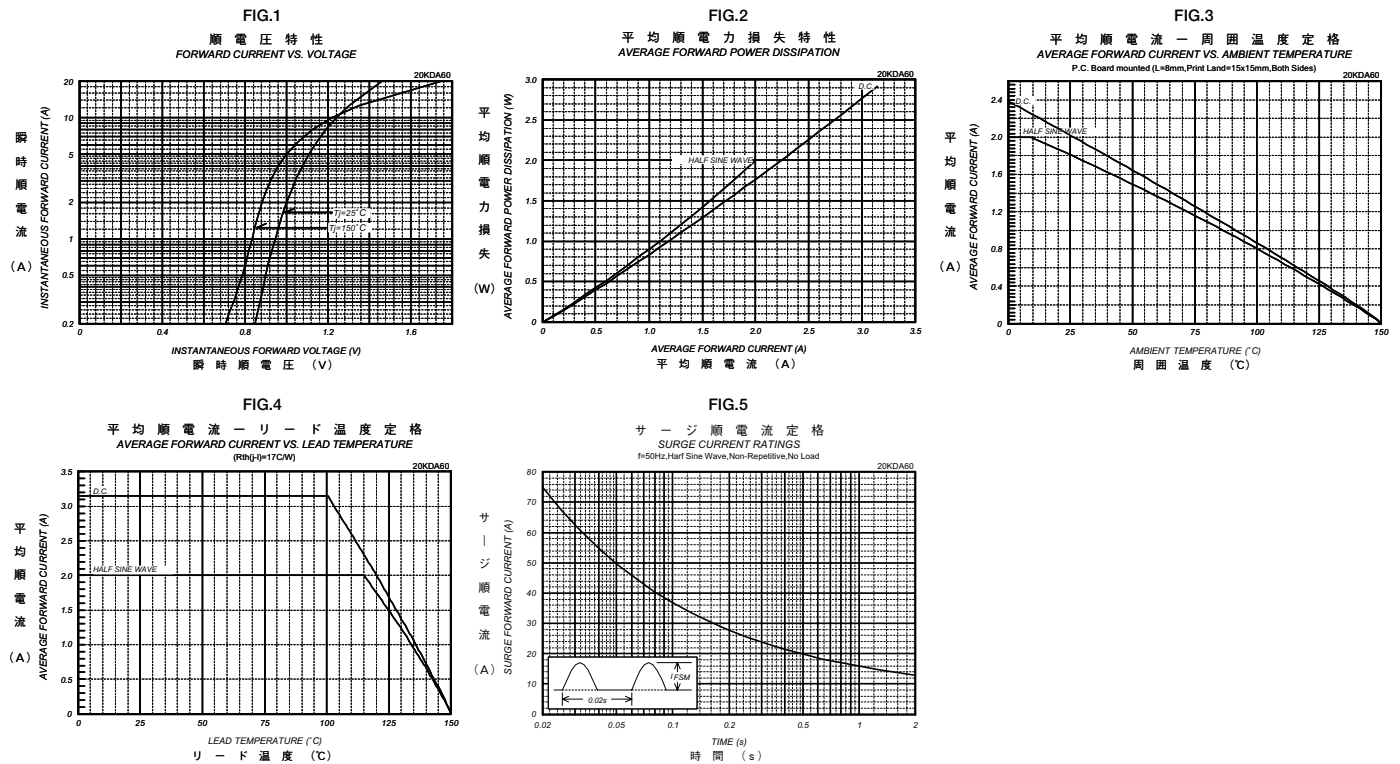 FIG.1
順電圧特性
FORWARD CURRENT VS. VOLTAGE
20KDA60
瞬時順電流 (A)
INSTANTANEOUS FORWARD CURRENT (A)
20
10
5
2
1
0.5
0.2
Tj=25°C
Tj=150°C
0 0.4 0.8 1.2 1.6
INSTANTANEOUS FORWARD VOLTAGE (V)
瞬時順電圧 (V)
FIG.2
平均順電力損失特性
AVERAGE FORWARD POWER DISSIPATION
20KDA60
平均順電力損失 (W)
AVERAGE FORWARD POWER DISSIPATION (W)
3.0
2.5
2.0
1.5
1.0
0.5
0
D.C.
HALF SINE WAVE
0 0.5 1.0 1.5 2.0 2.5 3.0 3.5
AVERAGE FORWARD CURRENT (A)
平均順電流 (A)
FIG.3
平均順電流ー周囲温度定格
AVERAGE FORWARD CURRENT VS. AMBIENT TEMPERATURE
P.C. Board mounted (L=8mm,Print Land=15x15mm,Both Sides)
20KDA60
平均順電流 (A)
AVERAGE FORWARD CURRENT (A)
2.4
2.0
1.6
1.2
0.8
0.4
0
D.C.
HALF SINE WAVE
0 25 50 75 100 125 150
AMBIENT TEMPERATURE (°C)
周囲温度 (℃)
FIG.4
平均順電流ーリード温度定格
AVERAGE FORWARD CURRENT VS. LEAD TEMPERATURE
(Rth(j-l)=17C/W)
20KDA60
平均順電流 (A)
AVERAGE FORWARD CURRENT (A)
3.5
3.0
2.5
2.0
1.5
1.0
0.5
0
D.C.
HALF SINE WAVE
0 25 50 75 100 125 150
LEAD TEMPERATURE (°C)
リード温度 (℃)
FIG.5
サージ順電流定格
SURGE CURRENT RATINGS
f=50Hz,Harf Sine Wave,Non-Repetitive,No Load
20KDA60
サージ順電流 (A)
SURGE FORWARD CURRENT (A)
80
70
60
50
40
30
20
10
0
I FSM
0.02s
0.02 0.05 0.1 0.2 0.5 1 2
TIME (s)
時間 (s)